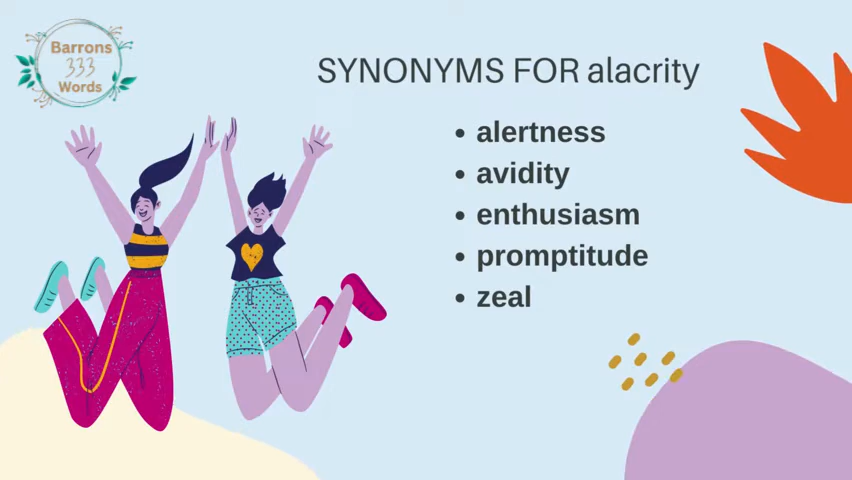 Barrons
333
Words
SYNONYMS FOR alacrity
• alertness
• avidity
• enthusiasm
• promptitude
• zeal